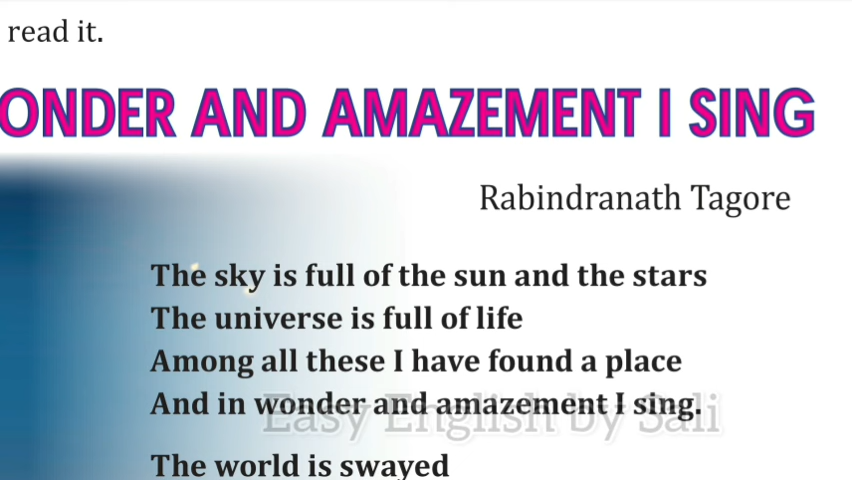 read it.
ONDER AND AMAZEMENT I SING
Rabindranath Tagore
The sky is full of the sun and the stars
The universe is full of life
Among all these I have found a place
And in wonder and amazement I sing.
Easy English by Sali
The world is swayed